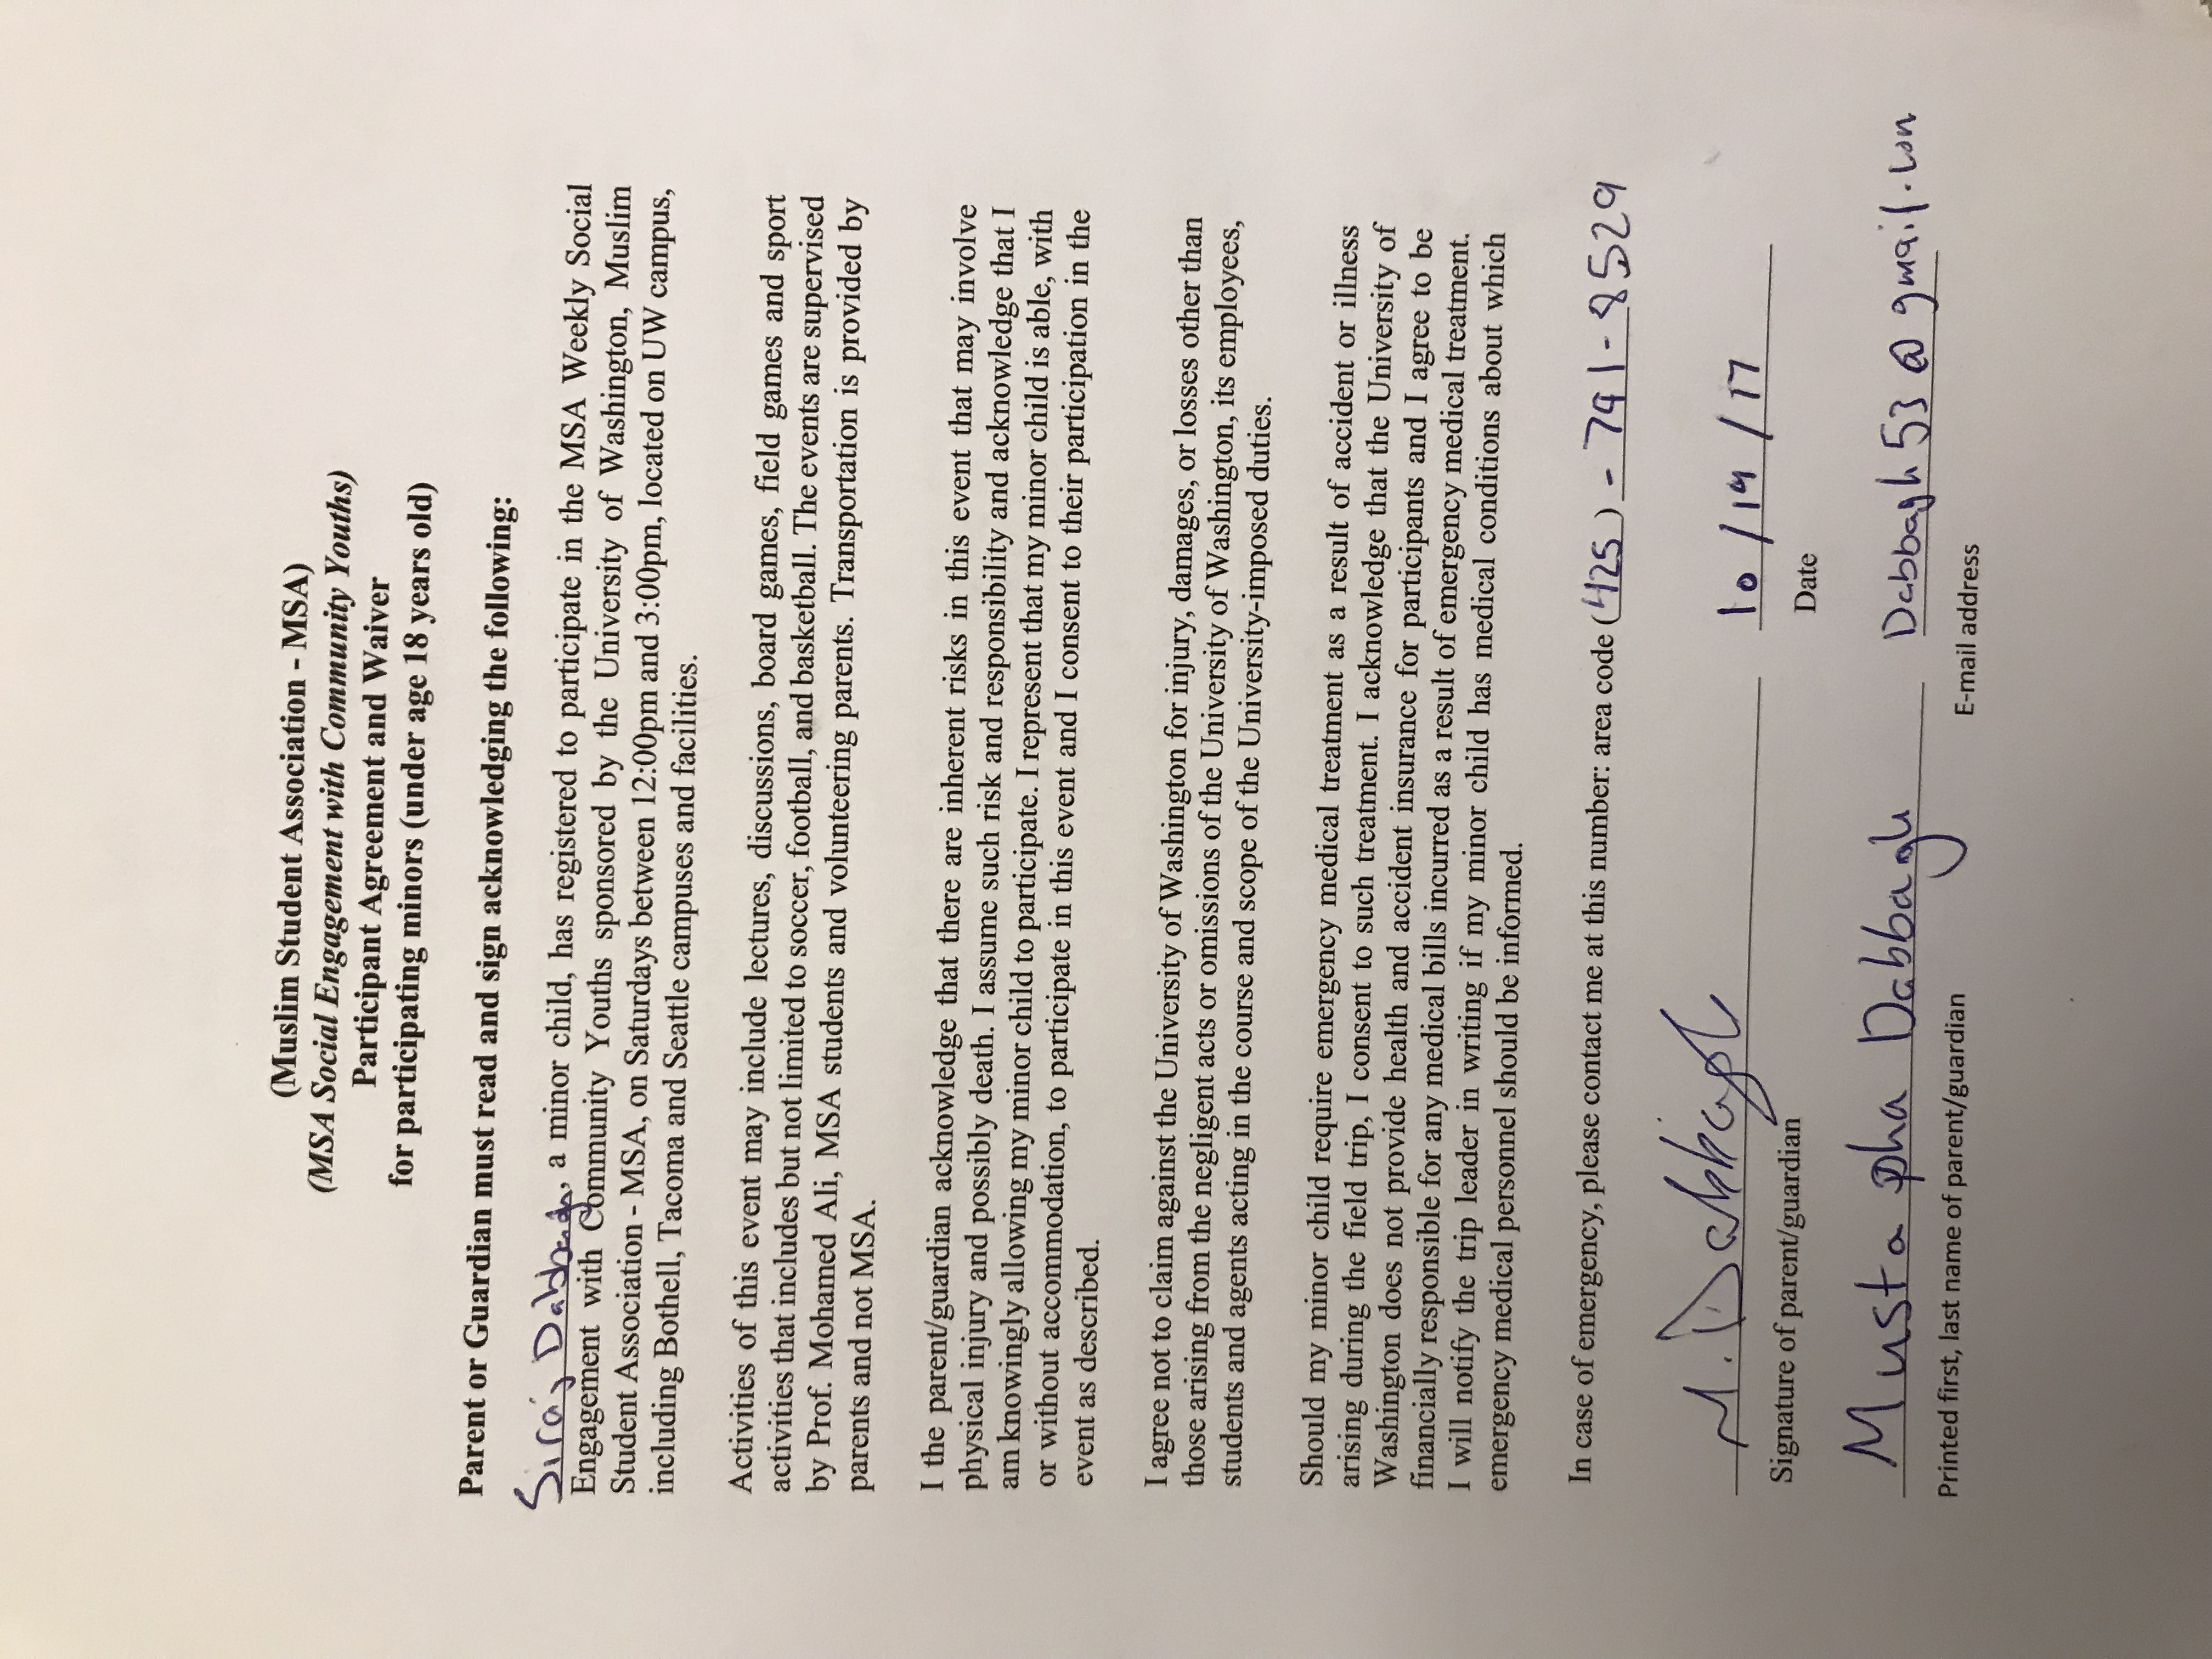 (Muslim Student Association - MSA)
(MSA Social Engagement with Community Youths)
Participant Agreement and Waiver
for participating minors (under age 18 years old)
Parent or Guardian must read and sign acknowledging the following:
Siraj Dabbagh, a minor child, has registered to participate in the MSA Weekly Social
Engagement with Community Youths sponsored by the University of Washington, Muslim
Student Association - MSA, on Saturdays between 12:00pm and 3:00pm, located on UW campus,
including Bothell, Tacoma and Seattle campuses and facilities.
Activities of this event may include lectures, discussions, board games, field games and sport
activities that includes but not limited to soccer, football, and basketball. The events are supervised
by Prof. Mohamed Ali, MSA students and volunteering parents. Transportation is provided by
parents and not MSA.
I the parent/guardian acknowledge that there are inherent risks in this event that may involve
physical injury and possibly death. I assume such risk and responsibility and acknowledge that I
am knowingly allowing my minor child to participate. I represent that my minor child is able, with
or without accommodation, to participate in this event and I consent to their participation in the
event as described.
I agree not to claim against the University of Washington for injury, damages, or losses other than
those arising from the negligent acts or omissions of the University of Washington, its employees,
students and agents acting in the course and scope of the University-imposed duties.
Should my minor child require emergency medical treatment as a result of accident or illness
arising during the field trip, I consent to such treatment. I acknowledge that the University of
Washington does not provide health and accident insurance for participants and I agree to be
financially responsible for any medical bills incurred as a result of emergency medical treatment.
I will notify the trip leader in writing if my minor child has medical conditions about which
emergency medical personnel should be informed.
In case of emergency, please contact me at this number: area code (425) - 791-8529
M. Dabbagh 10/19/17
Signature of parent/guardian Date
Mustapha Dabbagh Dabbagh53@gmail.com
Printed first, last name of parent/guardian E-mail address